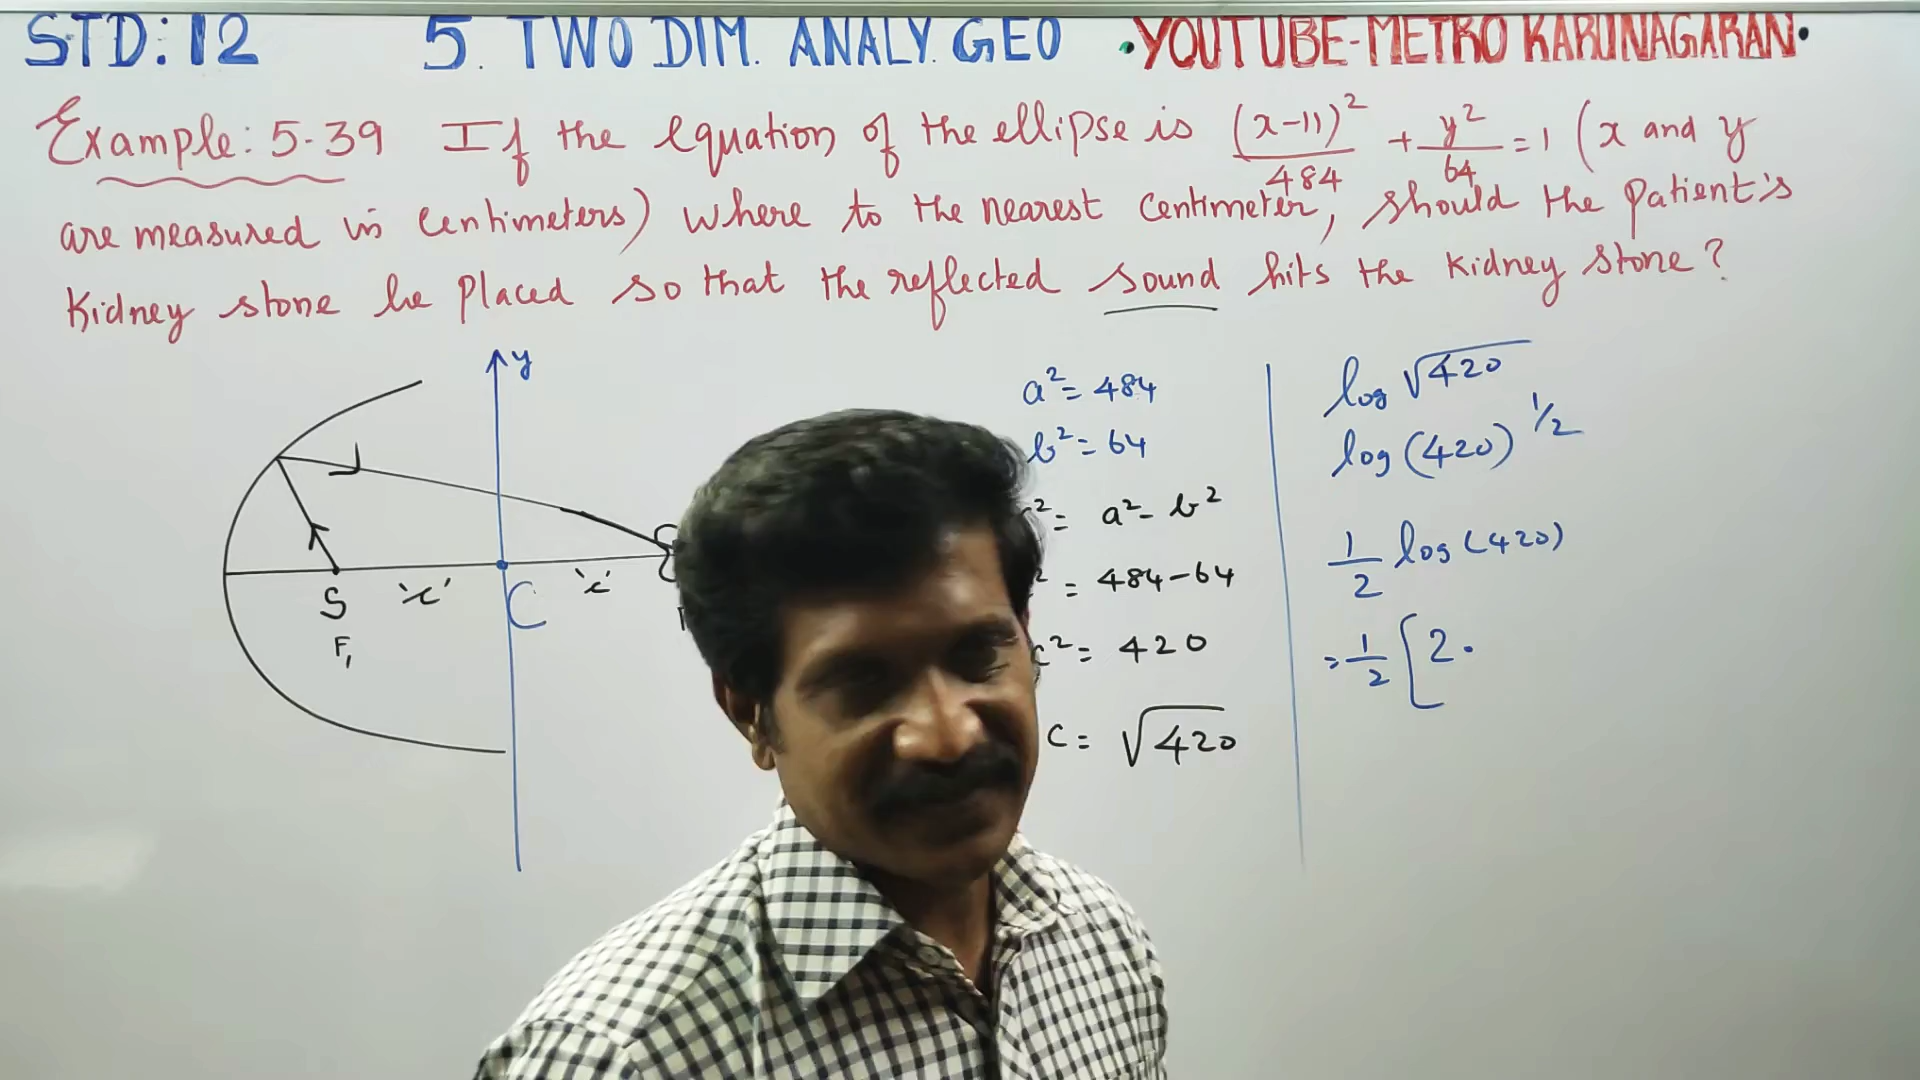 STD: 12 5. TWO DIM. ANALY. GEO • YOUTUBE-METRO KARUNAGARAN •
Example: 5.39 If the equation of the ellipse is (x-11)²/484 + y²/64 = 1 (x and y
are measured in centimeters) where to the nearest centimeter, should the patient's
kidney stone be placed so that the reflected sound hits the kidney stone?
y
S 'c' C 'c'
F₁
a² = 484
b² = 64
² = a² - b²
² = 484-64
c² = 420
c = √420
log √420
log (420)^1/2
1/2 log (420)
= 1/2 [ 2.